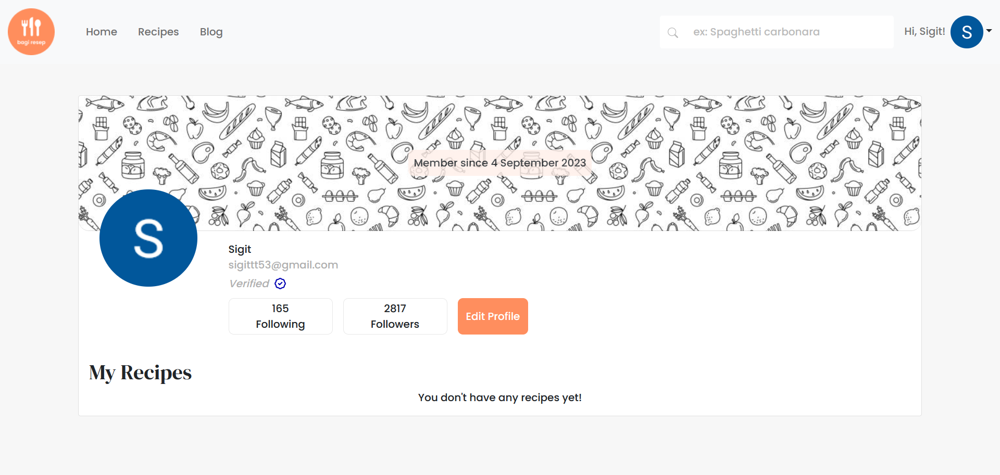 bagi resep
Home
Recipes
Blog
ex: Spaghetti carbonara
Hi, Sigit!
S
Member since 4 September 2023
S
Sigit
sigittt53@gmail.com
Verified
165
Following
2817
Followers
Edit Profile
My Recipes
You don't have any recipes yet!